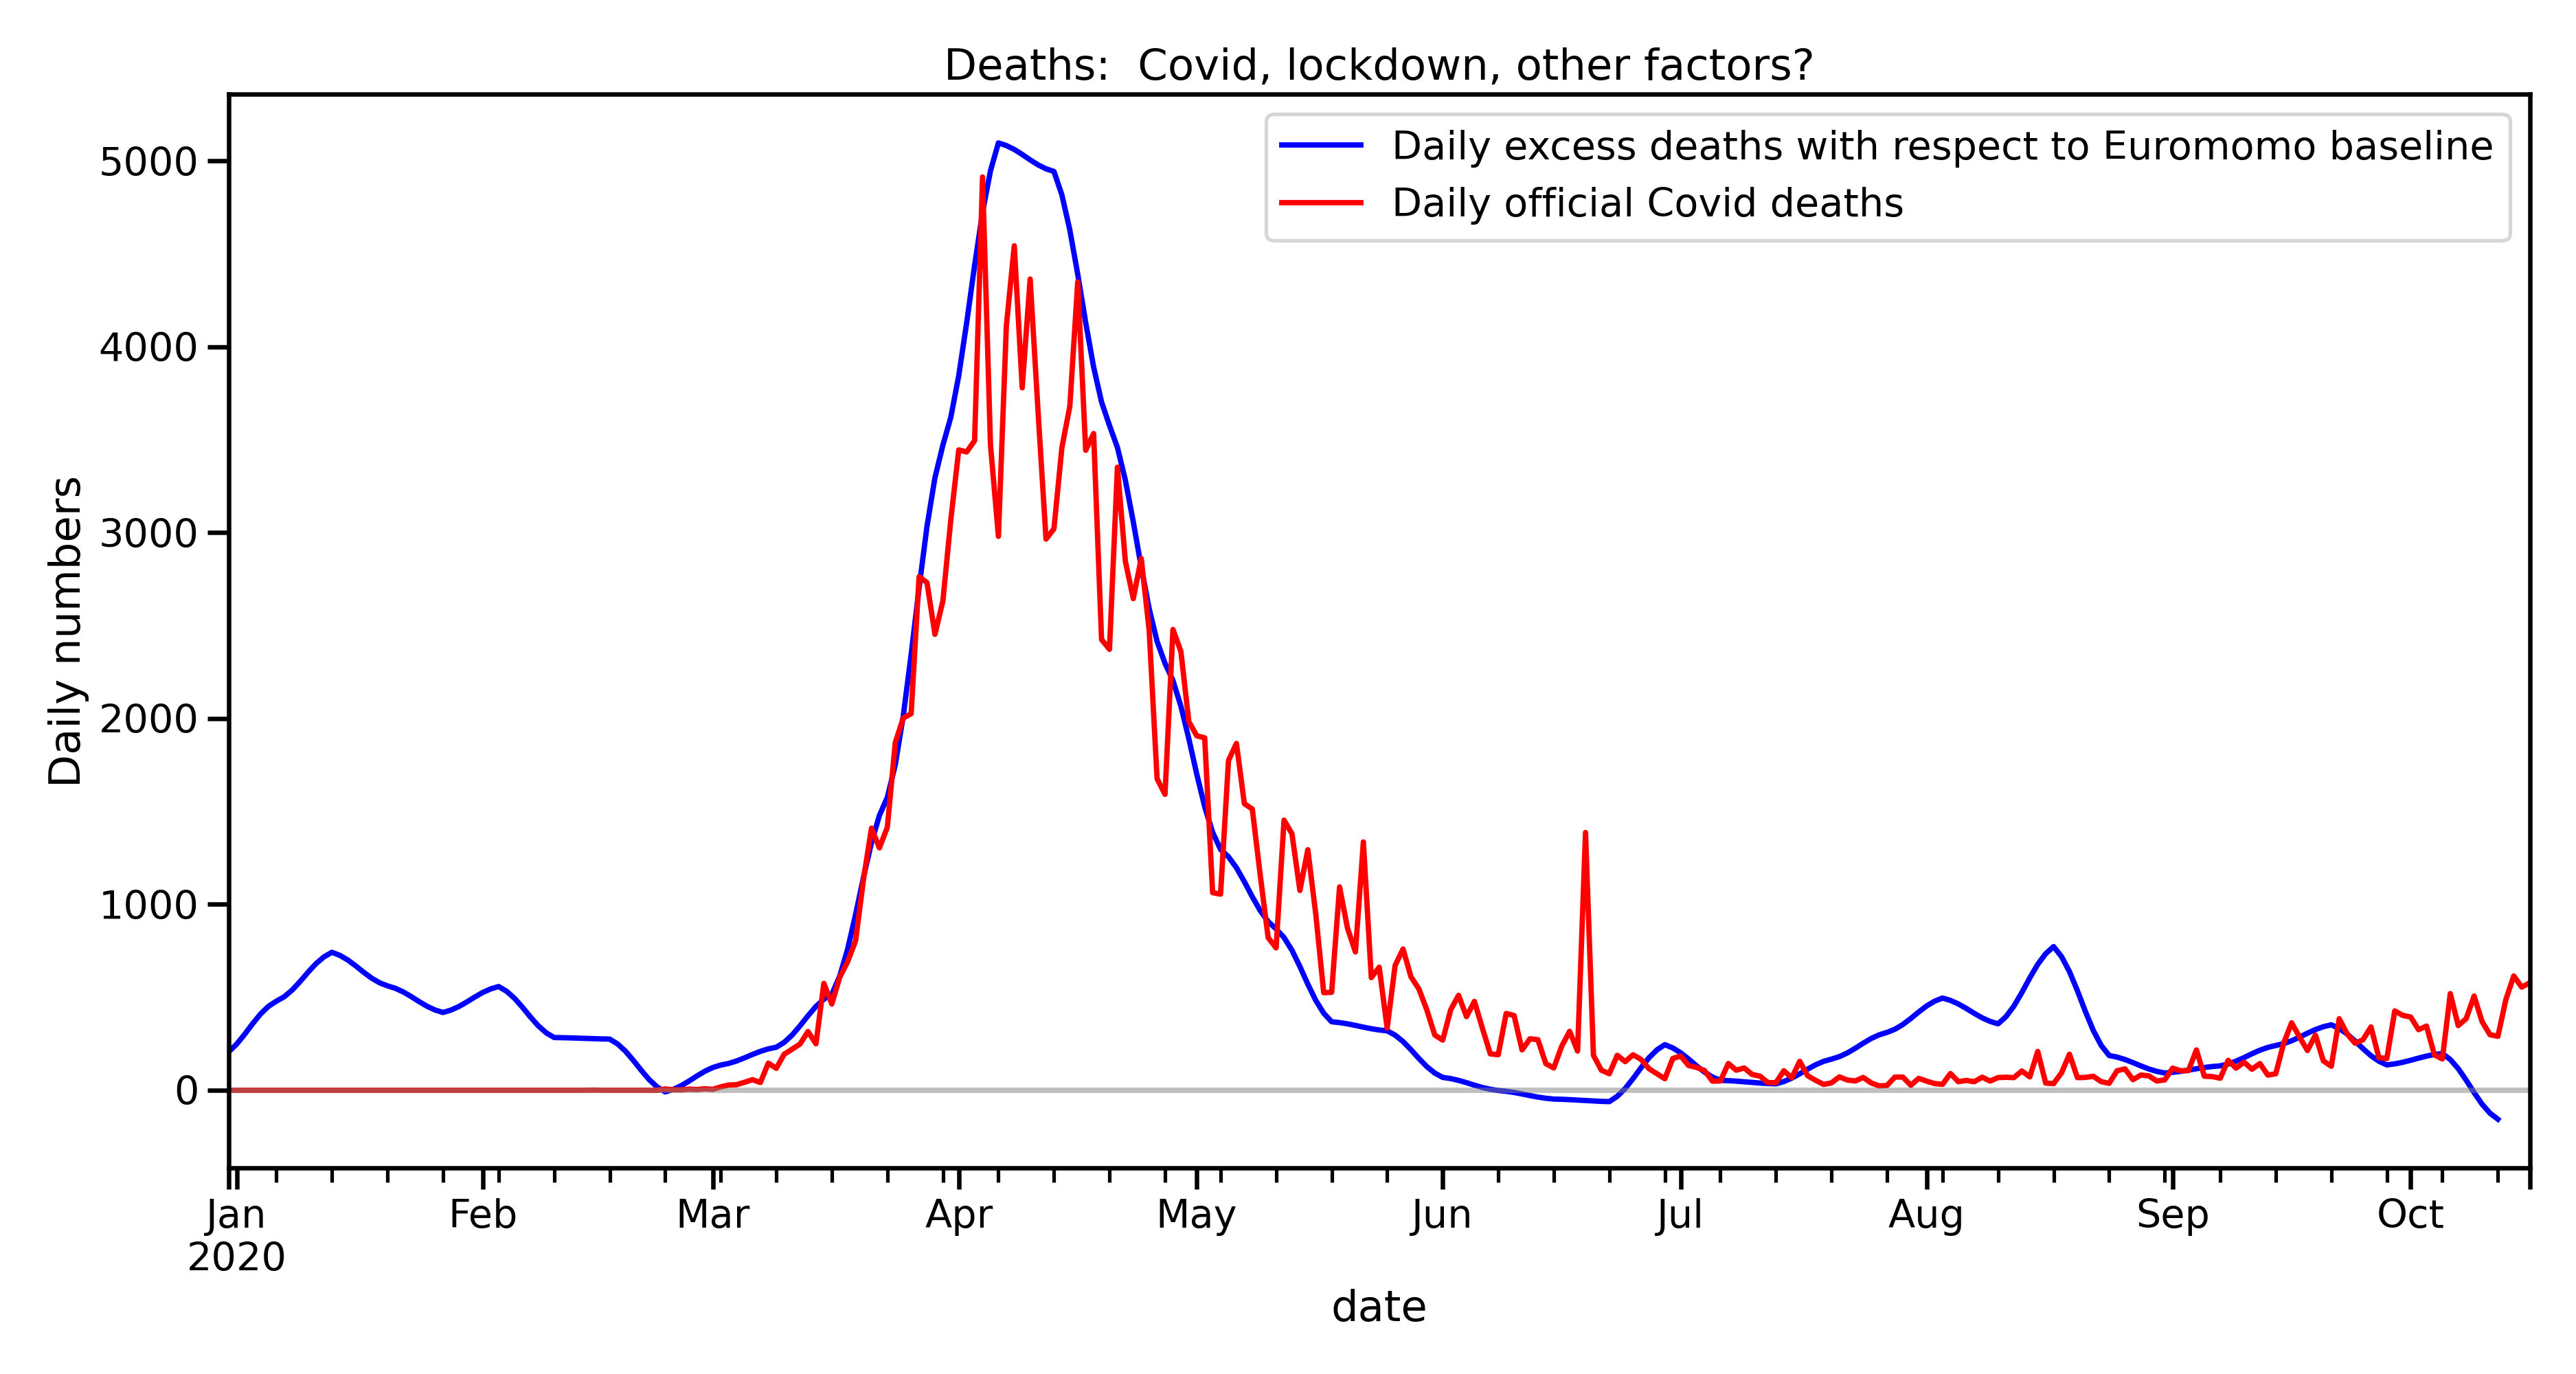 Deaths:  Covid, lockdown, other factors?
Daily excess deaths with respect to Euromomo baseline
Daily official Covid deaths
Daily numbers
5000
4000
3000
2000
1000
0
Jan Feb Mar Apr May Jun Jul Aug Sep Oct
2020
date